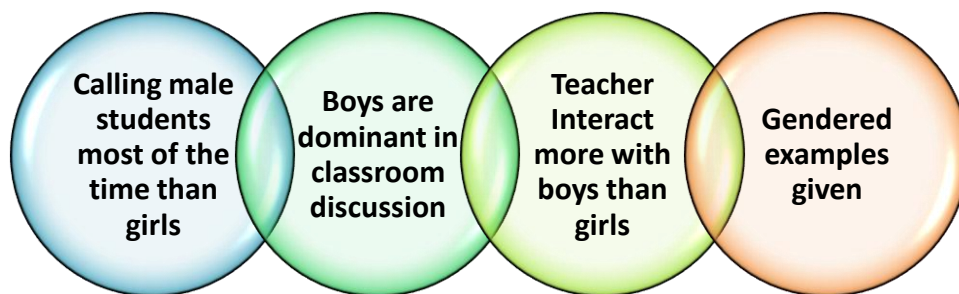 Calling male
students
most of the
time than
girls
Boys are
dominant in
classroom
discussion
Teacher
Interact
more with
boys than
girls
Gendered
examples
given